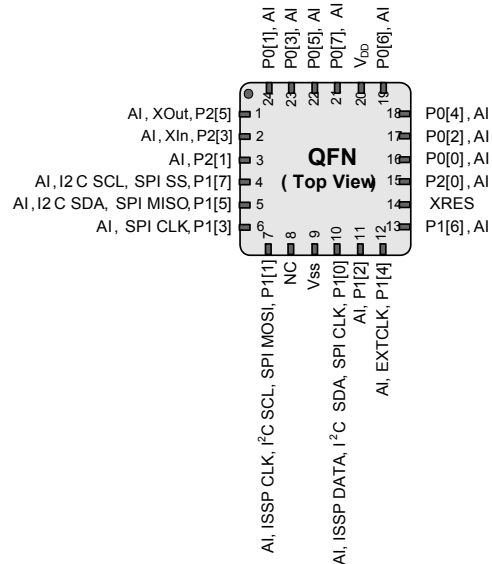 P0[1], AI
P0[3], AI
P0[5], AI
P0[7], AI
VDD
P0[6], AI
24
23
22
21
20
19
AI, XOut, P2[5]
1
18
P0[4], AI
AI, XIn, P2[3]
2
17
P0[2], AI
AI, P2[1]
3
QFN
16
P0[0], AI
AI, I2 C SCL, SPI SS, P1[7]
4
( Top View)
15
P2[0], AI
AI, I2 C SDA, SPI MISO, P1[5]
5
14
XRES
AI, SPI CLK, P1[3]
6
13
P1[6], AI
7
8
9
10
11
12
AI, ISSP CLK, I²C SCL, SPI MOSI, P1[1]
NC
Vss
AI, ISSP DATA, I²C SDA, SPI CLK, P1[0]
AI, P1[2]
AI, EXTCLK, P1[4]